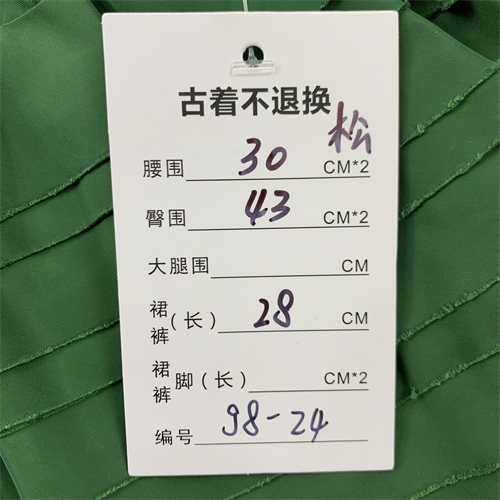 古着不退换
松
腰围 30 CM*2
臀围 43 CM*2
大腿围 CM
裙裤(长) 28 CM
裙裤脚(长) CM*2
编号 98-24